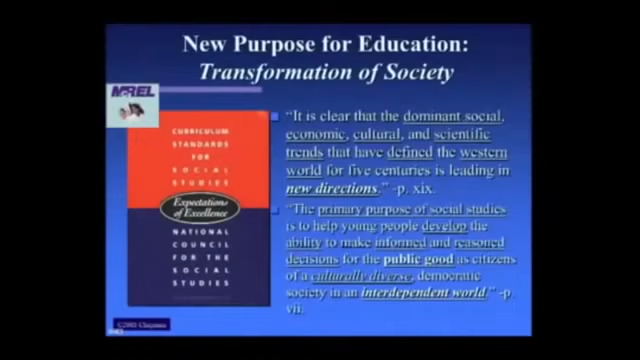 New Purpose for Education:
Transformation of Society
MREL
CURRICULUM
STANDARDS
FOR
SOCIAL
STUDIES
Expectations
of Excellence
NATIONAL
COUNCIL
FOR THE
SOCIAL
STUDIES
"It is clear that the dominant social,
economic, cultural, and scientific
trends that have defined the western
world for five centuries is leading in
new directions." -p. xix.
"The primary purpose of social studies
is to help young people develop the
ability to make informed and reasoned
decisions for the public good as citizens
of a culturally diverse, democratic
society in an interdependent world." -p
vii.